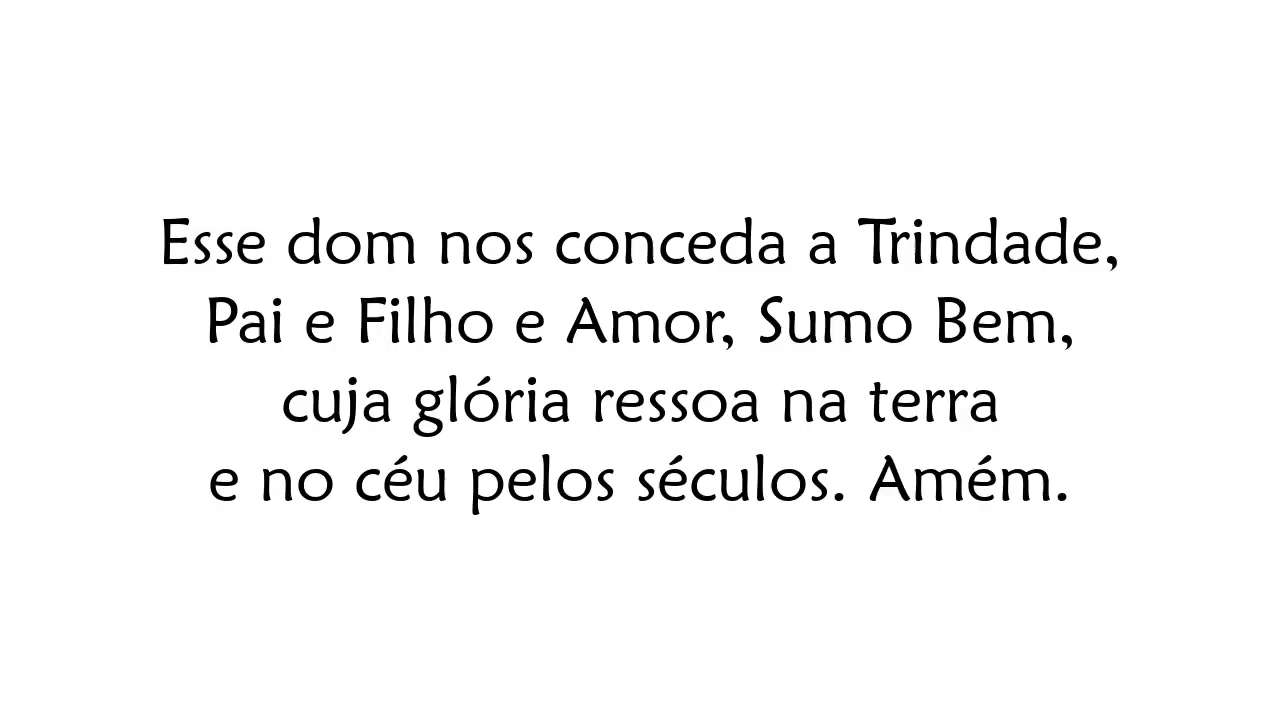 Esse dom nos conceda a Trindade,
Pai e Filho e Amor, Sumo Bem,
cuja glória ressoa na terra
e no céu pelos séculos. Amém.